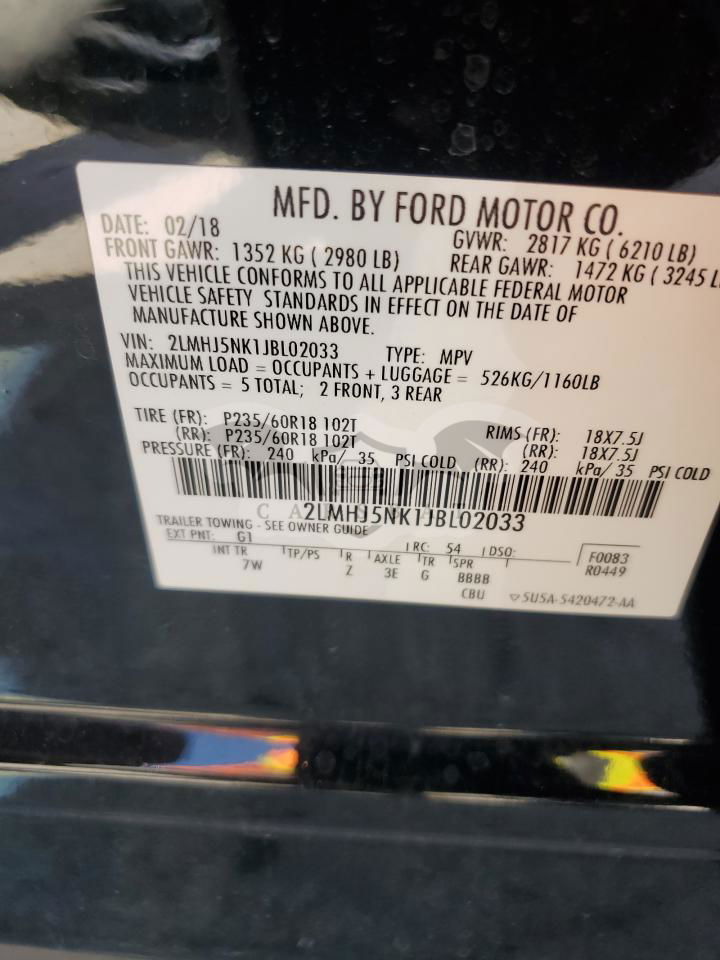 MFD. BY FORD MOTOR CO.
DATE: 02/18 GVWR: 2817 KG ( 6210 LB)
FRONT GAWR: 1352 KG ( 2980 LB) REAR GAWR: 1472 KG ( 3245 L
THIS VEHICLE CONFORMS TO ALL APPLICABLE FEDERAL MOTOR
VEHICLE SAFETY STANDARDS IN EFFECT ON THE DATE OF
MANUFACTURE SHOWN ABOVE.
VIN: 2LMHJ5NK1JBL02033 TYPE: MPV
MAXIMUM LOAD = OCCUPANTS + LUGGAGE = 526KG/1160LB
OCCUPANTS = 5 TOTAL; 2 FRONT, 3 REAR
TIRE (FR): P235/60R18 102T RIMS (FR): 18X7.5J
(RR): P235/60R18 102T (RR): 18X7.5J
PRESSURE (FR): 240 kPa/ 35 PSI COLD (RR): 240 kPa/ 35 PSI COLD
2LMHJ5NK1JBL02033
TRAILER TOWING - SEE OWNER GUIDE
EXT PNT: G1 RC: 54 DSO: F0083
INT TR TP/PS R AXLE TR SPR R0449
7W Z 3E G BBBB
CBU 5U5A-5420472-AA